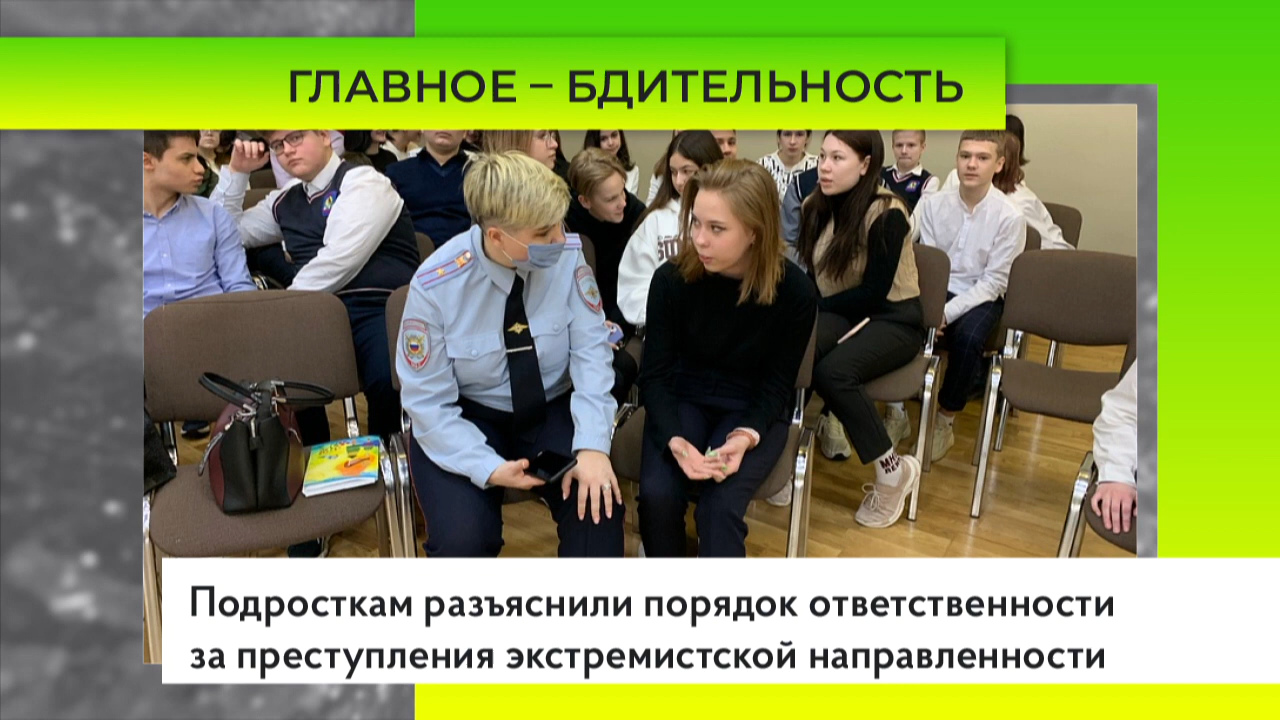 ГЛАВНОЕ – БДИТЕЛЬНОСТЬ
Подросткам разъяснили порядок ответственности
за преступления экстремистской направленности